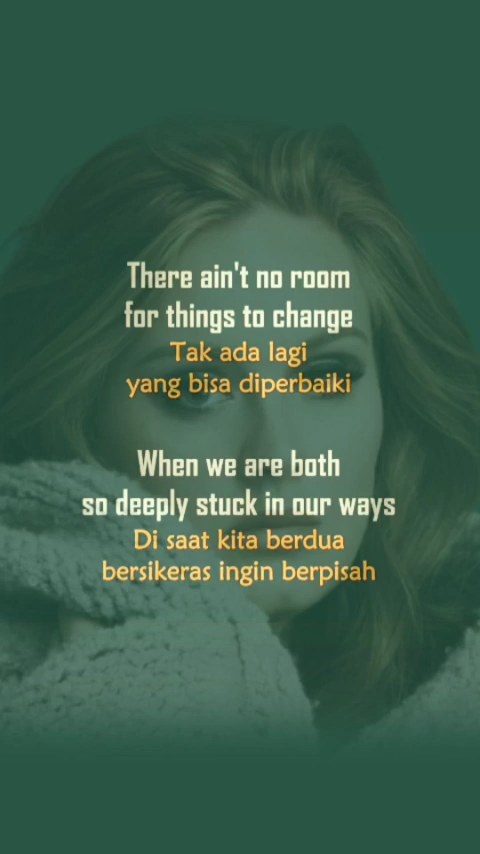 There ain't no room
for things to change
Tak ada lagi
yang bisa diperbaiki
When we are both
so deeply stuck in our ways
Di saat kita berdua
bersikeras ingin berpisah